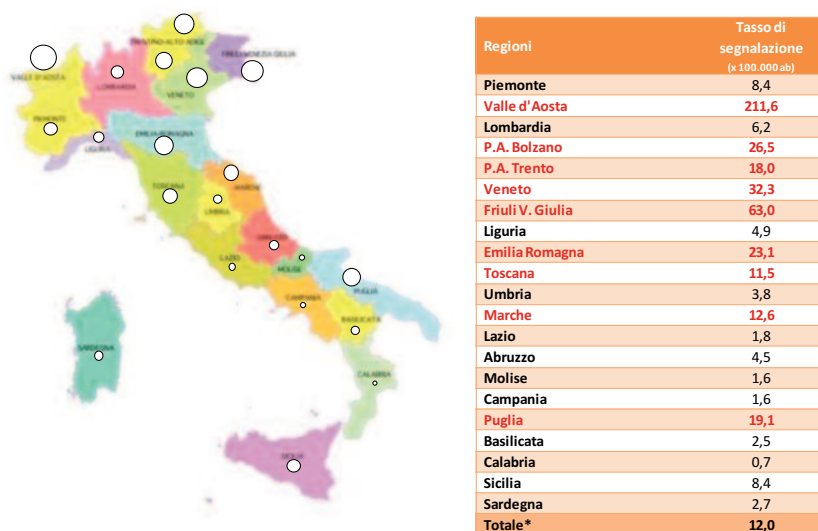 TRENTINO-ALTO ADIGE
FRIULI-VENEZIA GIULIA
VALLE D'AOSTA
LOMBARDIA
VENETO
PIEMONTE
EMILIA-ROMAGNA
LIGURIA
TOSCANA
MARCHE
UMBRIA
LAZIO
ABRUZZO
MOLISE
CAMPANIA
PUGLIA
BASILICATA
SARDEGNA
CALABRIA
SICILIA
Regioni Tasso di segnalazione (x 100.000 ab)
Piemonte 8,4
Valle d'Aosta 211,6
Lombardia 6,2
P.A. Bolzano 26,5
P.A. Trento 18,0
Veneto 32,3
Friuli V. Giulia 63,0
Liguria 4,9
Emilia Romagna 23,1
Toscana 11,5
Umbria 3,8
Marche 12,6
Lazio 1,8
Abruzzo 4,5
Molise 1,6
Campania 1,6
Puglia 19,1
Basilicata 2,5
Calabria 0,7
Sicilia 8,4
Sardegna 2,7
Totale* 12,0